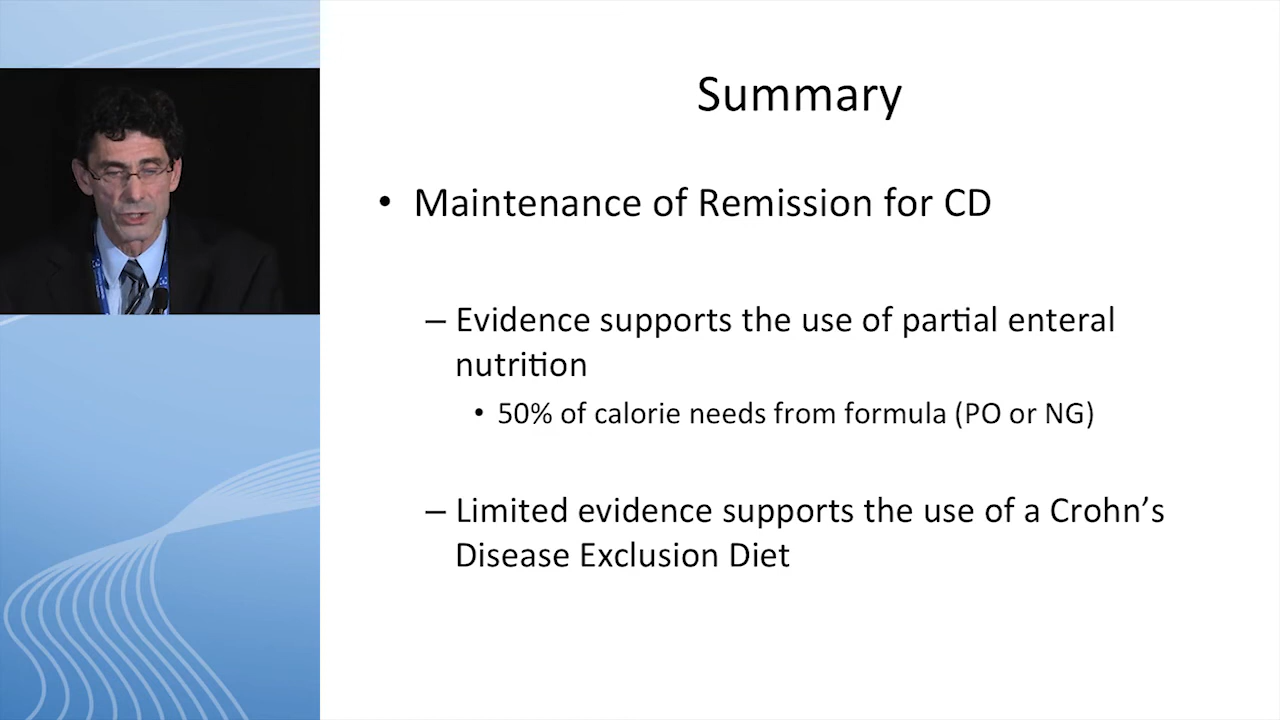 Summary
• Maintenance of Remission for CD
– Evidence supports the use of partial enteral
nutrition
• 50% of calorie needs from formula (PO or NG)
– Limited evidence supports the use of a Crohn’s
Disease Exclusion Diet